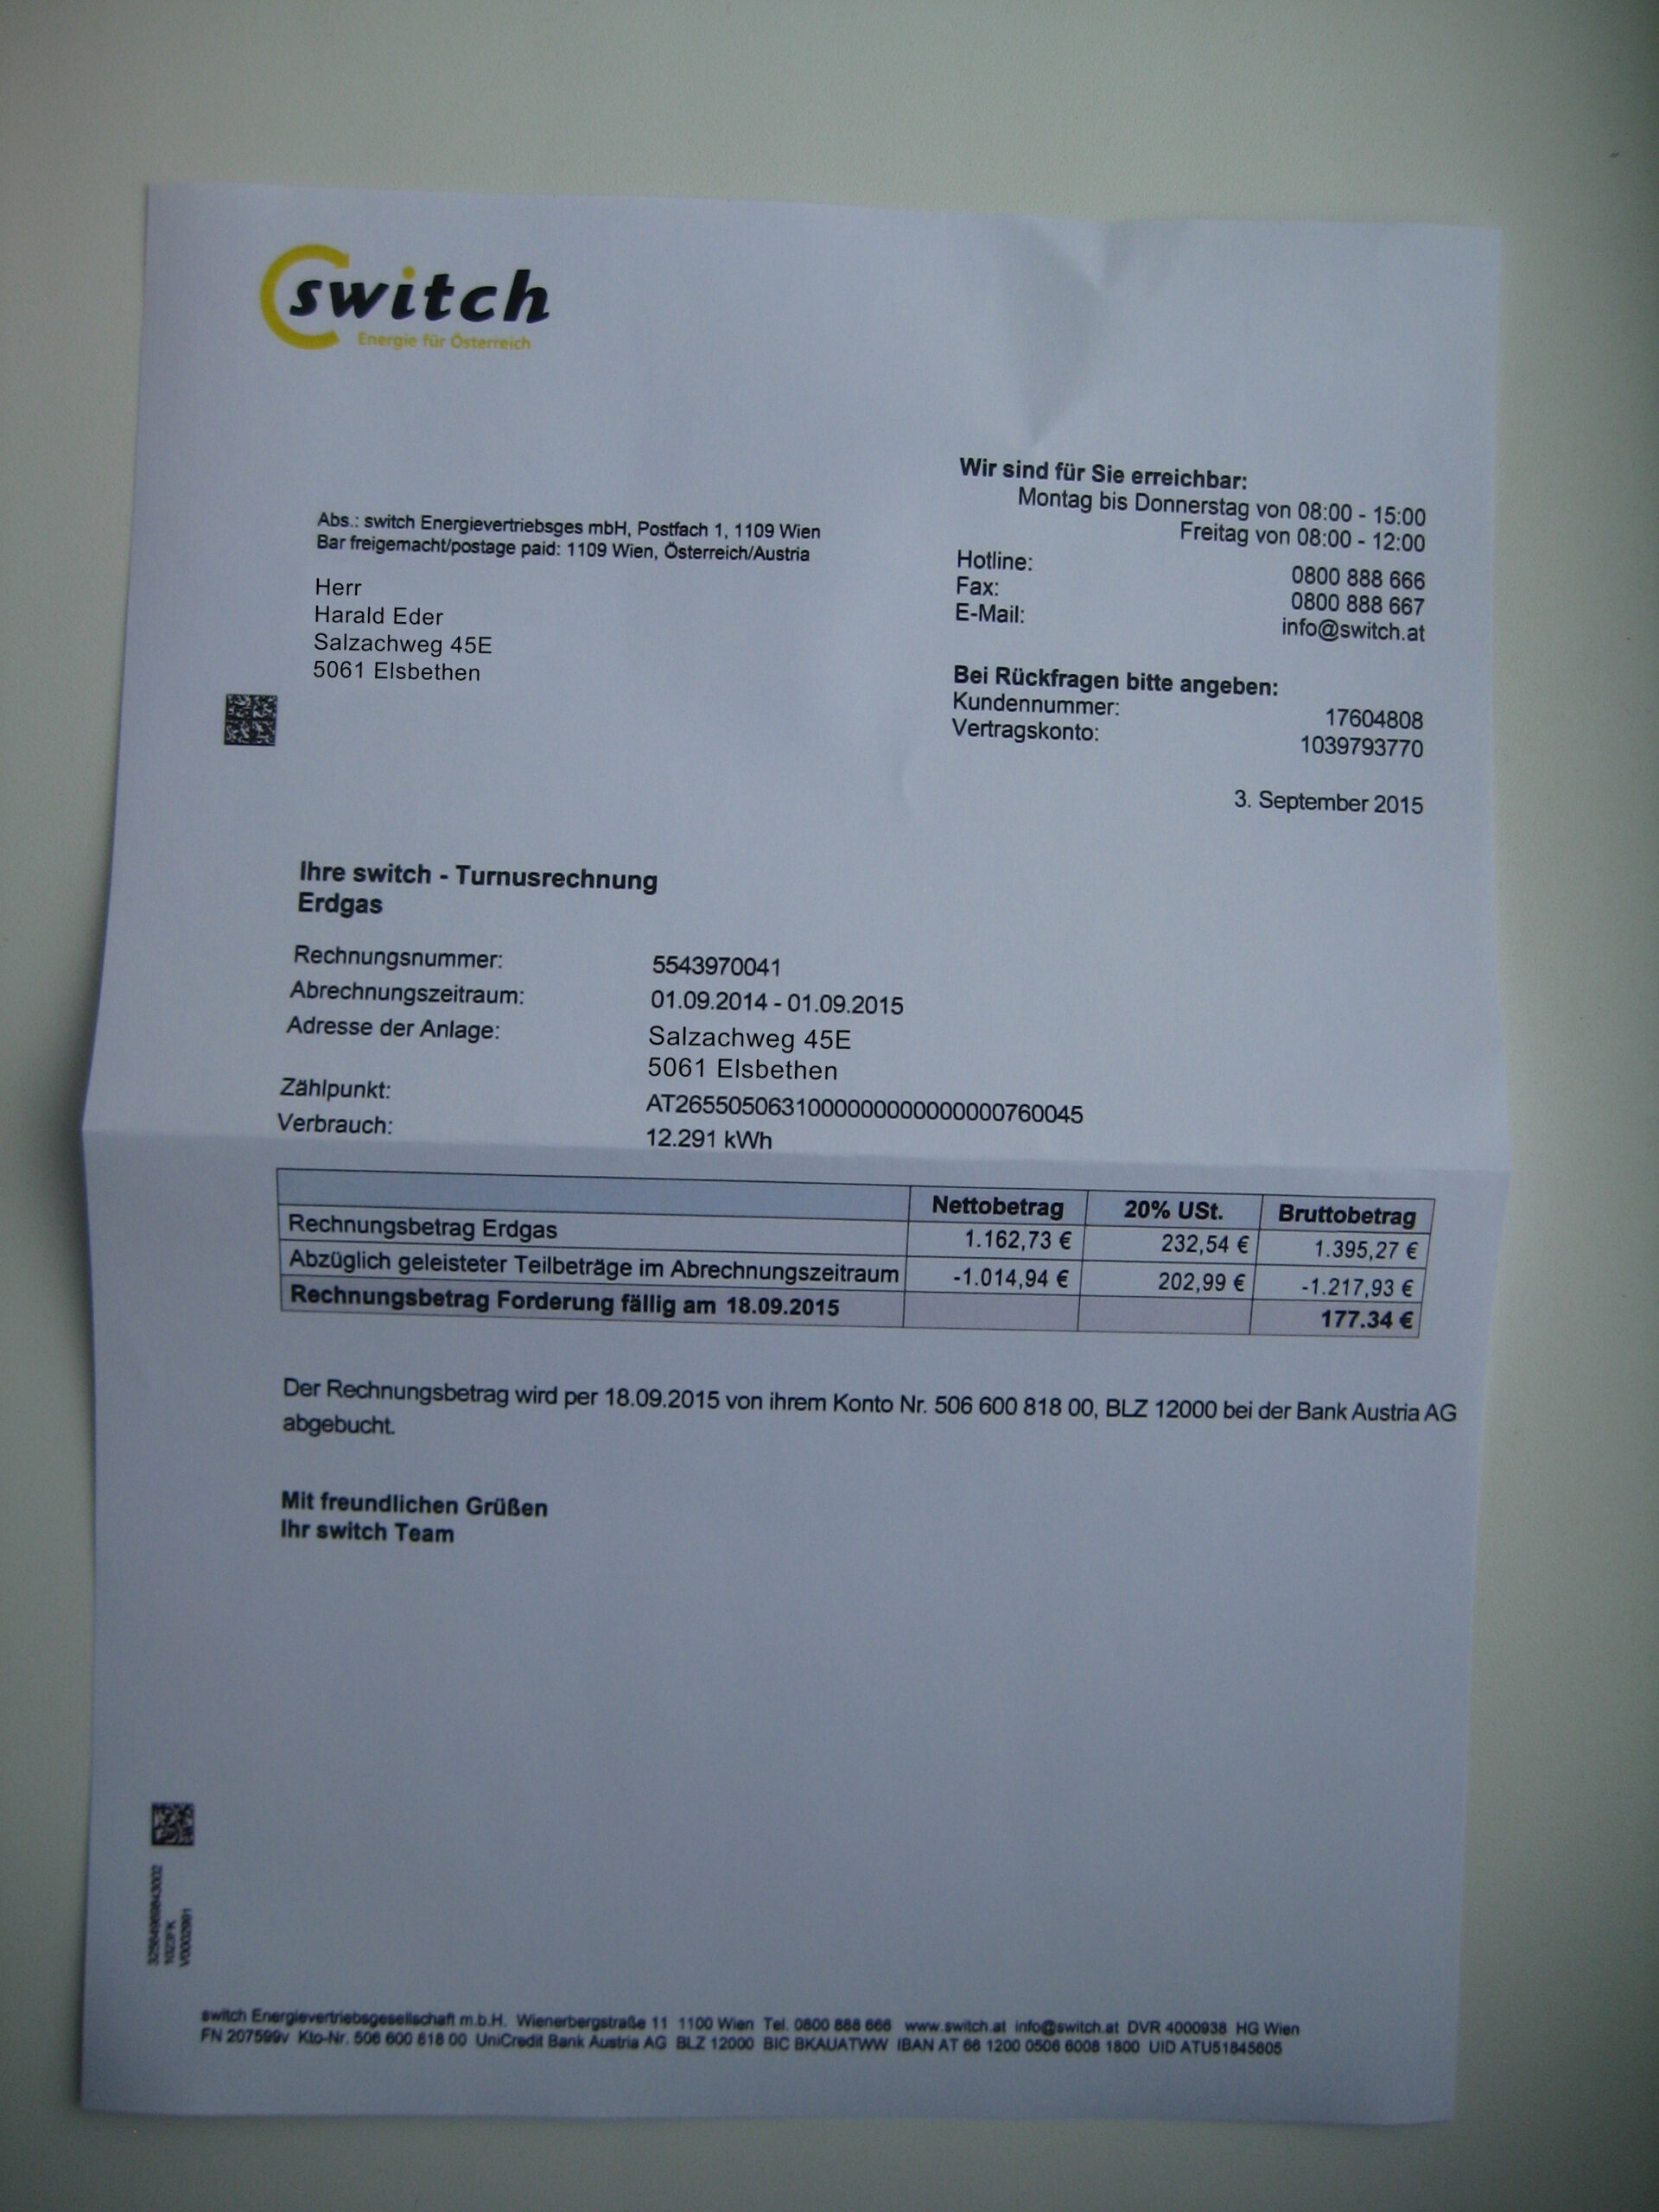 switch
Energie für Österreich
Wir sind für Sie erreichbar:
Montag bis Donnerstag von 08:00 - 15:00
Freitag von 08:00 - 12:00
Hotline: 0800 888 666
Fax: 0800 888 667
E-Mail: info@switch.at
Abs.: switch Energievertriebsges mbH, Postfach 1, 1109 Wien
Bar freigemacht/postage paid: 1109 Wien, Österreich/Austria
Herr
Harald Eder
Salzachweg 45E
5061 Elsbethen
Bei Rückfragen bitte angeben:
Kundennummer: 17604808
Vertragskonto: 1039793770
3. September 2015
Ihre switch - Turnusrechnung
Erdgas
Rechnungsnummer: 5543970041
Abrechnungszeitraum: 01.09.2014 - 01.09.2015
Adresse der Anlage: Salzachweg 45E
5061 Elsbethen
Zählpunkt: AT2655050631000000000000000760045
Verbrauch: 12.291 kWh
Nettobetrag 20% USt. Bruttobetrag
Rechnungsbetrag Erdgas 1.162,73 € 232,54 € 1.395,27 €
Abzüglich geleisteter Teilbeträge im Abrechnungszeitraum -1.014,94 € 202,99 € -1.217,93 €
Rechnungsbetrag Forderung fällig am 18.09.2015 177.34 €
Der Rechnungsbetrag wird per 18.09.2015 von ihrem Konto Nr. 506 600 818 00, BLZ 12000 bei der Bank Austria AG
abgebucht.
Mit freundlichen Grüßen
Ihr switch Team
switch Energievertriebsgesellschaft m.b.H. Wienerbergstraße 11 1100 Wien Tel. 0800 888 666 www.switch.at info@switch.at DVR 4000938 HG Wien
FN 207599v Kto-Nr. 506 600 818 00 UniCredit Bank Austria AG BLZ 12000 BIC BKAUATWW IBAN AT 66 1200 0506 6008 1800 UID ATU51845605